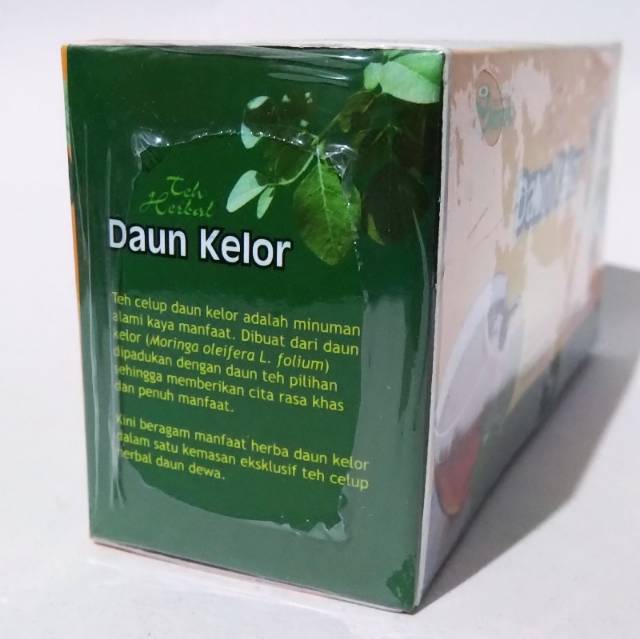 Teh
Herbal
Daun Kelor
Teh celup daun kelor adalah minuman
alami kaya manfaat. Dibuat dari daun
kelor (Moringa oleifera L. folium)
dipadukan dengan daun teh pilihan
sehingga memberikan cita rasa khas
dan penuh manfaat.
Kini beragam manfaat herba daun kelor
dalam satu kemasan eksklusif teh celup
herbal daun dewa.